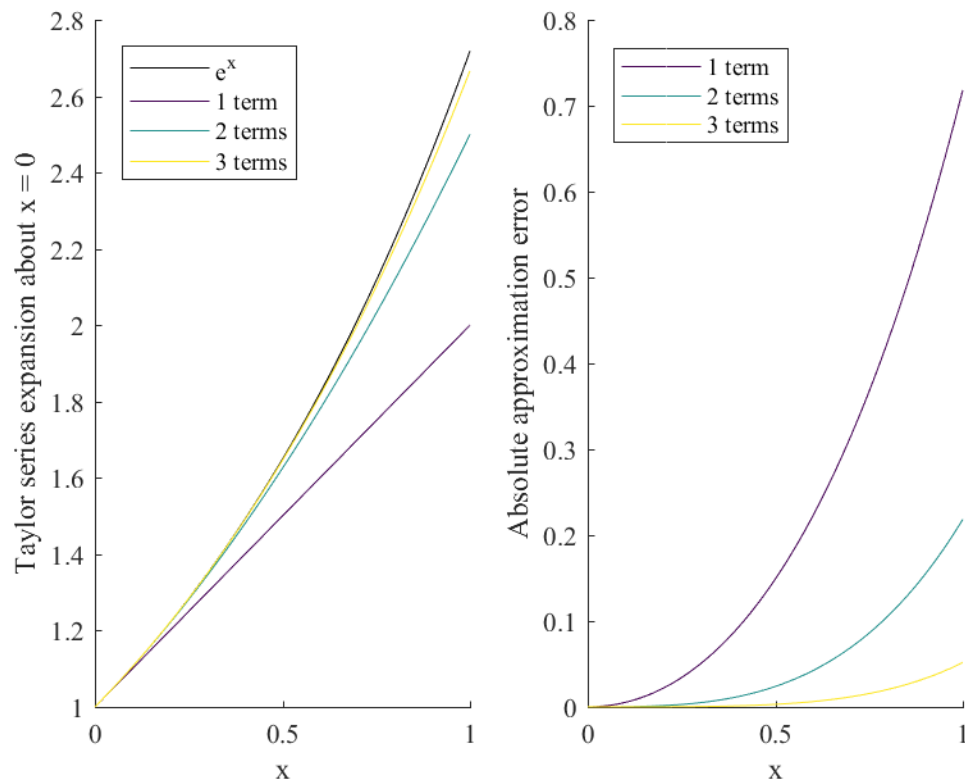 Taylor series expansion about x = 0
2.8
2.6
2.4
2.2
2
1.8
1.6
1.4
1.2
1
0
0.5
1
x
e^x
1 term
2 terms
3 terms
Absolute approximation error
0.8
0.7
0.6
0.5
0.4
0.3
0.2
0.1
0
0
0.5
1
x
1 term
2 terms
3 terms